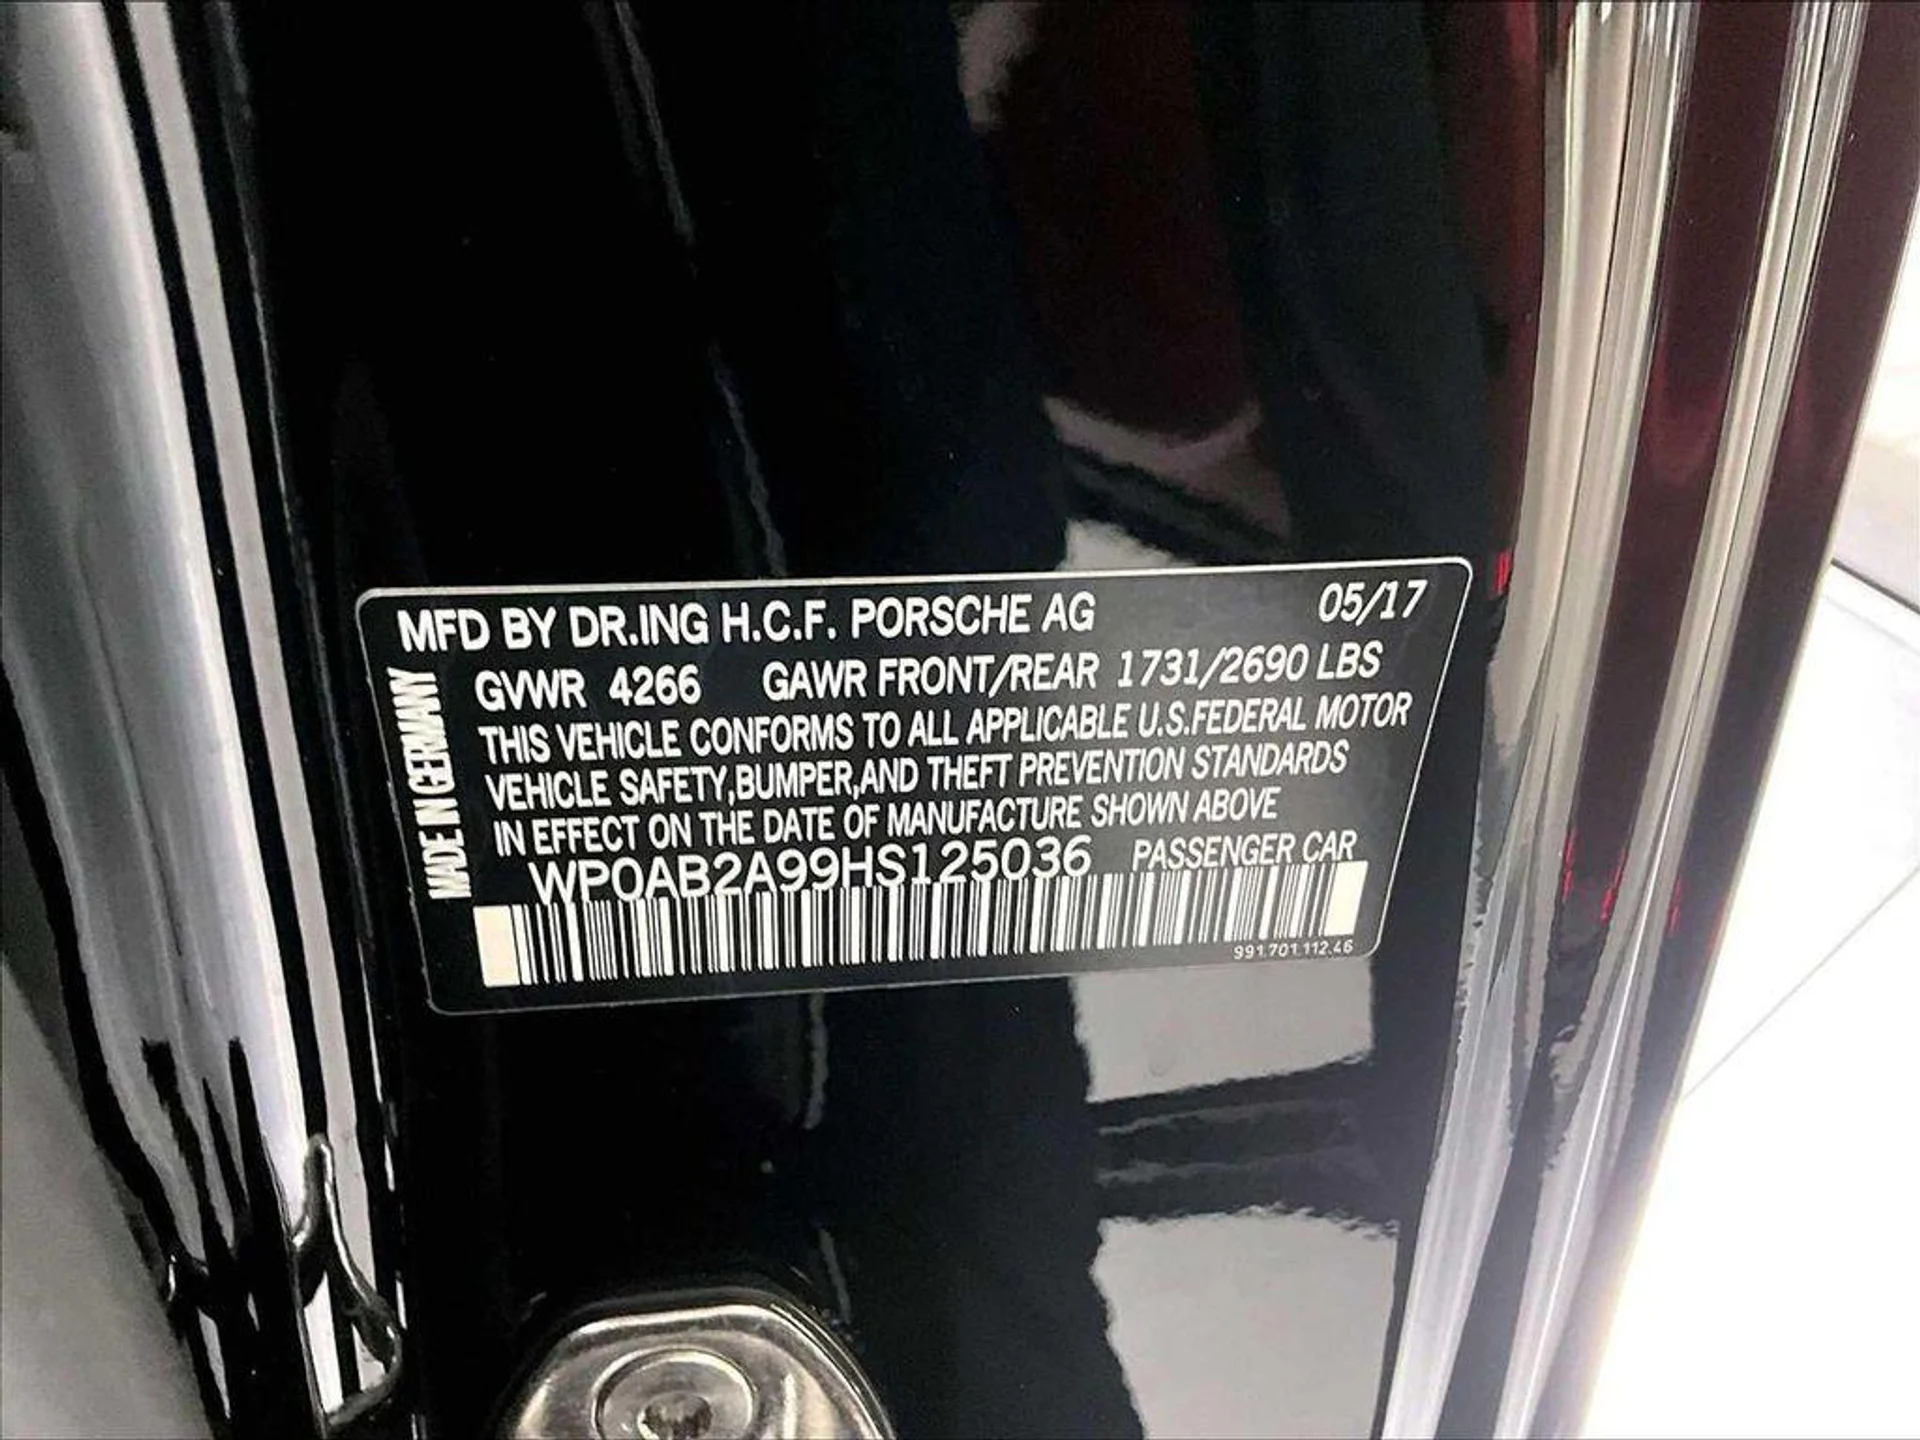 MFD BY DR.ING H.C.F. PORSCHE AG 05/17
GVWR 4266 GAWR FRONT/REAR 1731/2690 LBS
THIS VEHICLE CONFORMS TO ALL APPLICABLE U.S.FEDERAL MOTOR
VEHICLE SAFETY,BUMPER,AND THEFT PREVENTION STANDARDS
IN EFFECT ON THE DATE OF MANUFACTURE SHOWN ABOVE
WP0AB2A99HS125036 PASSENGER CAR
991.701.112.46
MADE IN GERMANY